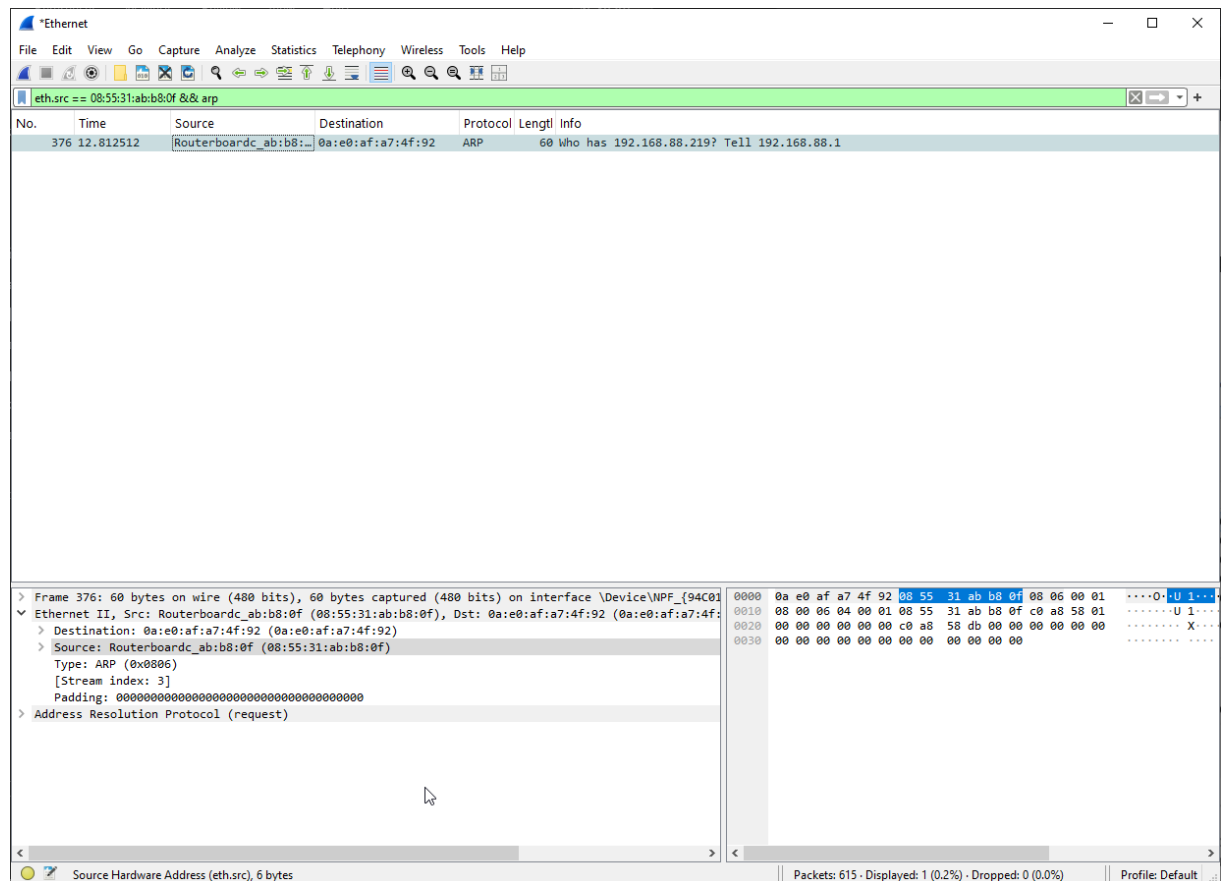 *Ethernet
File Edit View Go Capture Analyze Statistics Telephony Wireless Tools Help
eth.src == 08:55:31:ab:b8:0f && arp
No. Time Source Destination Protocol Lengtl Info
376 12.812512 Routerboardc_ab:b8:… 0a:e0:af:a7:4f:92 ARP 60 Who has 192.168.88.219? Tell 192.168.88.1
> Frame 376: 60 bytes on wire (480 bits), 60 bytes captured (480 bits) on interface \Device\NPF_{94C01
Ethernet II, Src: Routerboardc_ab:b8:0f (08:55:31:ab:b8:0f), Dst: 0a:e0:af:a7:4f:92 (0a:e0:af:a7:4f:
> Destination: 0a:e0:af:a7:4f:92 (0a:e0:af:a7:4f:92)
> Source: Routerboardc_ab:b8:0f (08:55:31:ab:b8:0f)
Type: ARP (0x0806)
[Stream index: 3]
Padding: 000000000000000000000000000000000000
> Address Resolution Protocol (request)
0000 0a e0 af a7 4f 92 08 55 31 ab b8 0f 08 06 00 01 ····O··U 1···
0010 08 00 06 04 00 01 08 55 31 ab b8 0f c0 a8 58 01 ·······U 1···
0020 00 00 00 00 00 00 c0 a8 58 db 00 00 00 00 00 00 ········ X···
0030 00 00 00 00 00 00 00 00 00 00 00 00 ········ ····
Source Hardware Address (eth.src), 6 bytes
Packets: 615 · Displayed: 1 (0.2%) · Dropped: 0 (0.0%)
Profile: Default